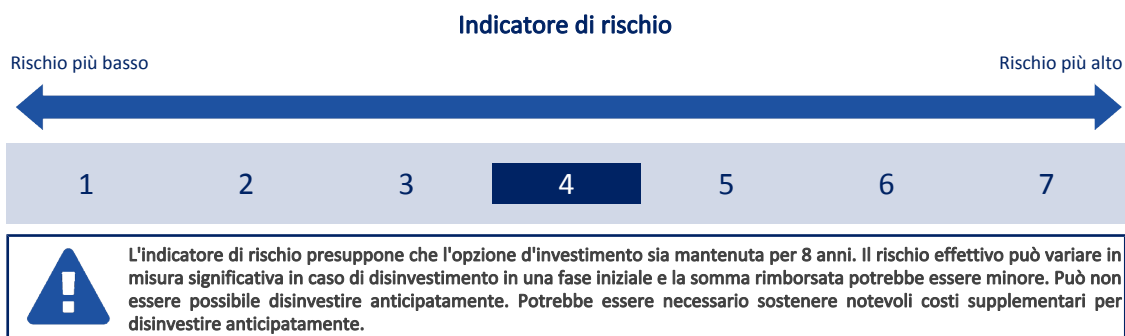 Indicatore di rischio
Rischio più basso
Rischio più alto
1 2 3 4 5 6 7
L'indicatore di rischio presuppone che l'opzione d'investimento sia mantenuta per 8 anni. Il rischio effettivo può variare in
misura significativa in caso di disinvestimento in una fase iniziale e la somma rimborsata potrebbe essere minore. Può non
essere possibile disinvestire anticipatamente. Potrebbe essere necessario sostenere notevoli costi supplementari per
disinvestire anticipatamente.